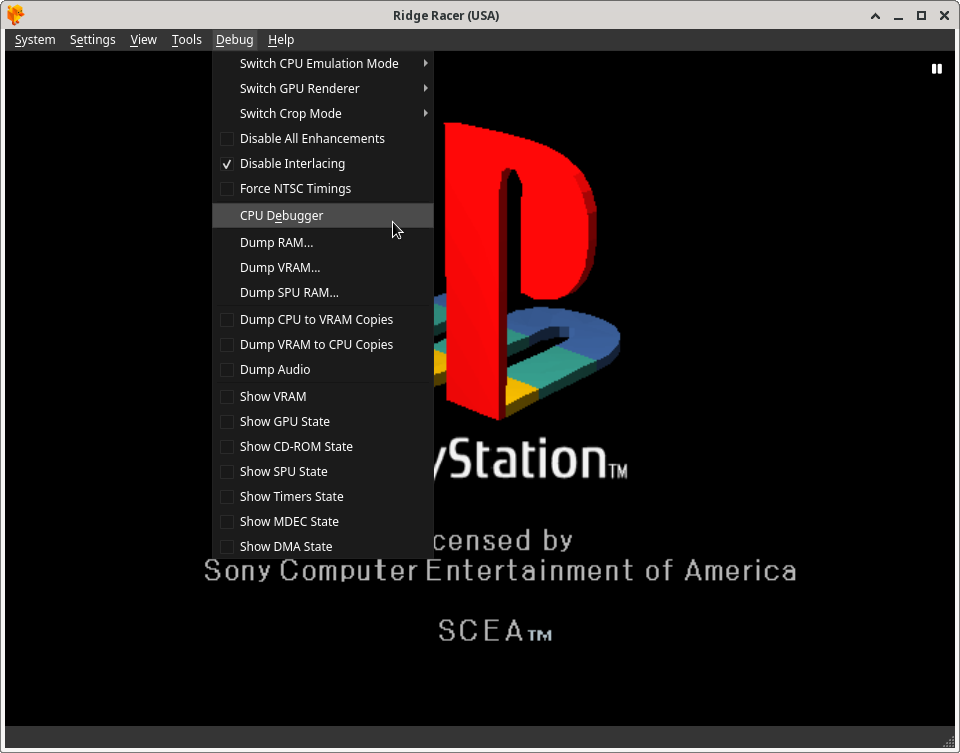 Ridge Racer (USA)
System Settings View Tools Debug Help
Switch CPU Emulation Mode
Switch GPU Renderer
Switch Crop Mode
Disable All Enhancements
Disable Interlacing
Force NTSC Timings
CPU Debugger
Dump RAM...
Dump VRAM...
Dump SPU RAM...
Dump CPU to VRAM Copies
Dump VRAM to CPU Copies
Dump Audio
Show VRAM
Show GPU State
Show CD-ROM State
Show SPU State
Show Timers State
Show MDEC State
Show DMA State
yStation™
censed by
Sony Computer Entertainment of America
SCEA™